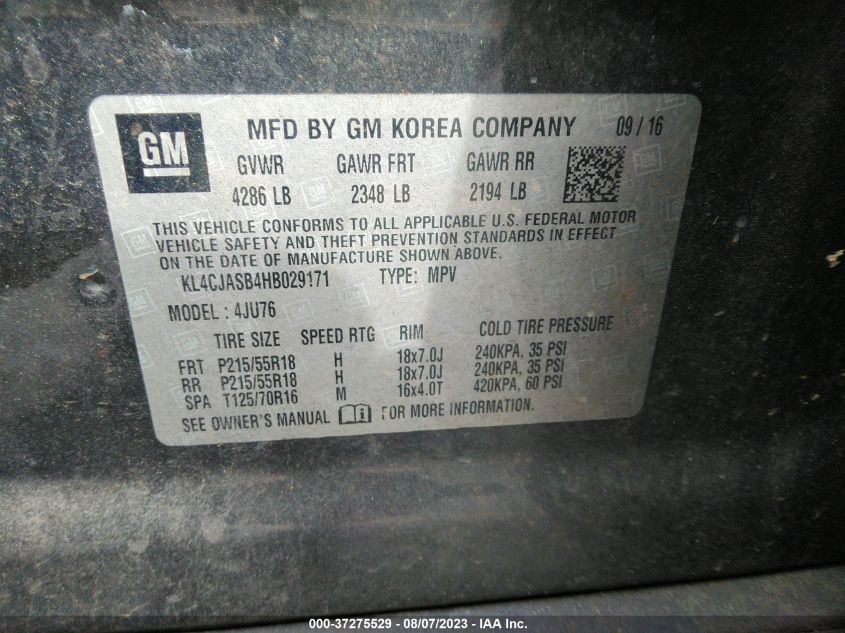 GM MFD BY GM KOREA COMPANY 09 / 16
GVWR GAWR FRT GAWR RR
4286 LB 2348 LB 2194 LB
THIS VEHICLE CONFORMS TO ALL APPLICABLE U.S. FEDERAL MOTOR
VEHICLE SAFETY AND THEFT PREVENTION STANDARDS IN EFFECT
ON THE DATE OF MANUFACTURE SHOWN ABOVE.
KL4CJASB4HB029171 TYPE: MPV
MODEL : 4JU76
TIRE SIZE SPEED RTG RIM COLD TIRE PRESSURE
FRT P215/55R18 H 18x7.0J 240KPA, 35 PSI
RR P215/55R18 H 18x7.0J 240KPA, 35 PSI
SPA T125/70R16 M 16x4.0T 420KPA, 60 PSI
SEE OWNER'S MANUAL FOR MORE INFORMATION.
000-37275529 - 08/07/2023 - IAA Inc.